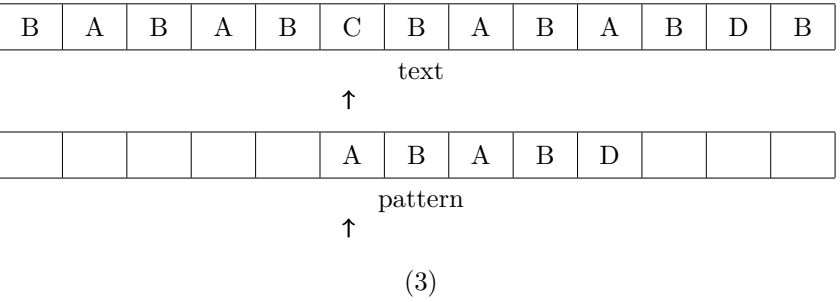 B A B A B C B A B A B D B
text
↑
A B A B D
pattern
↑
(3)